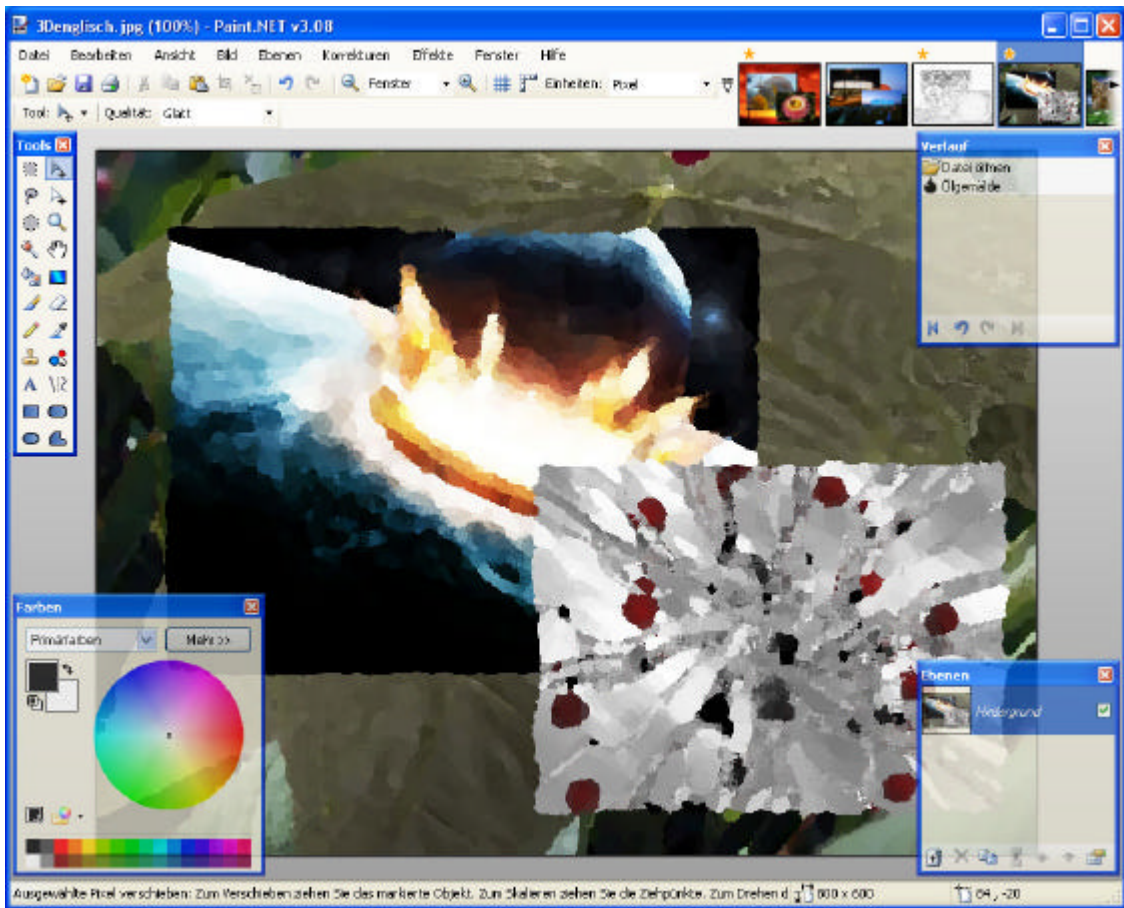 3Denglisch.jpg (100%) - Paint.NET v3.08
Datei Bearbeiten Ansicht Bild Ebenen Korrekturen Effekte Fenster Hilfe
Fenster Einheiten: Pixel
Tool: Qualität: Glatt
Tools
Verlauf
Datei öffnen
Ölgemälde
Farben
Primärfarben Mehr >>
Ebenen
Hintergrund
Ausgewählte Pixel verschieben: Zum Verschieben ziehen Sie das markierte Objekt. Zum Skalieren ziehen Sie die Ziehpunkte. Zum Drehen d 800 x 600 64, -20